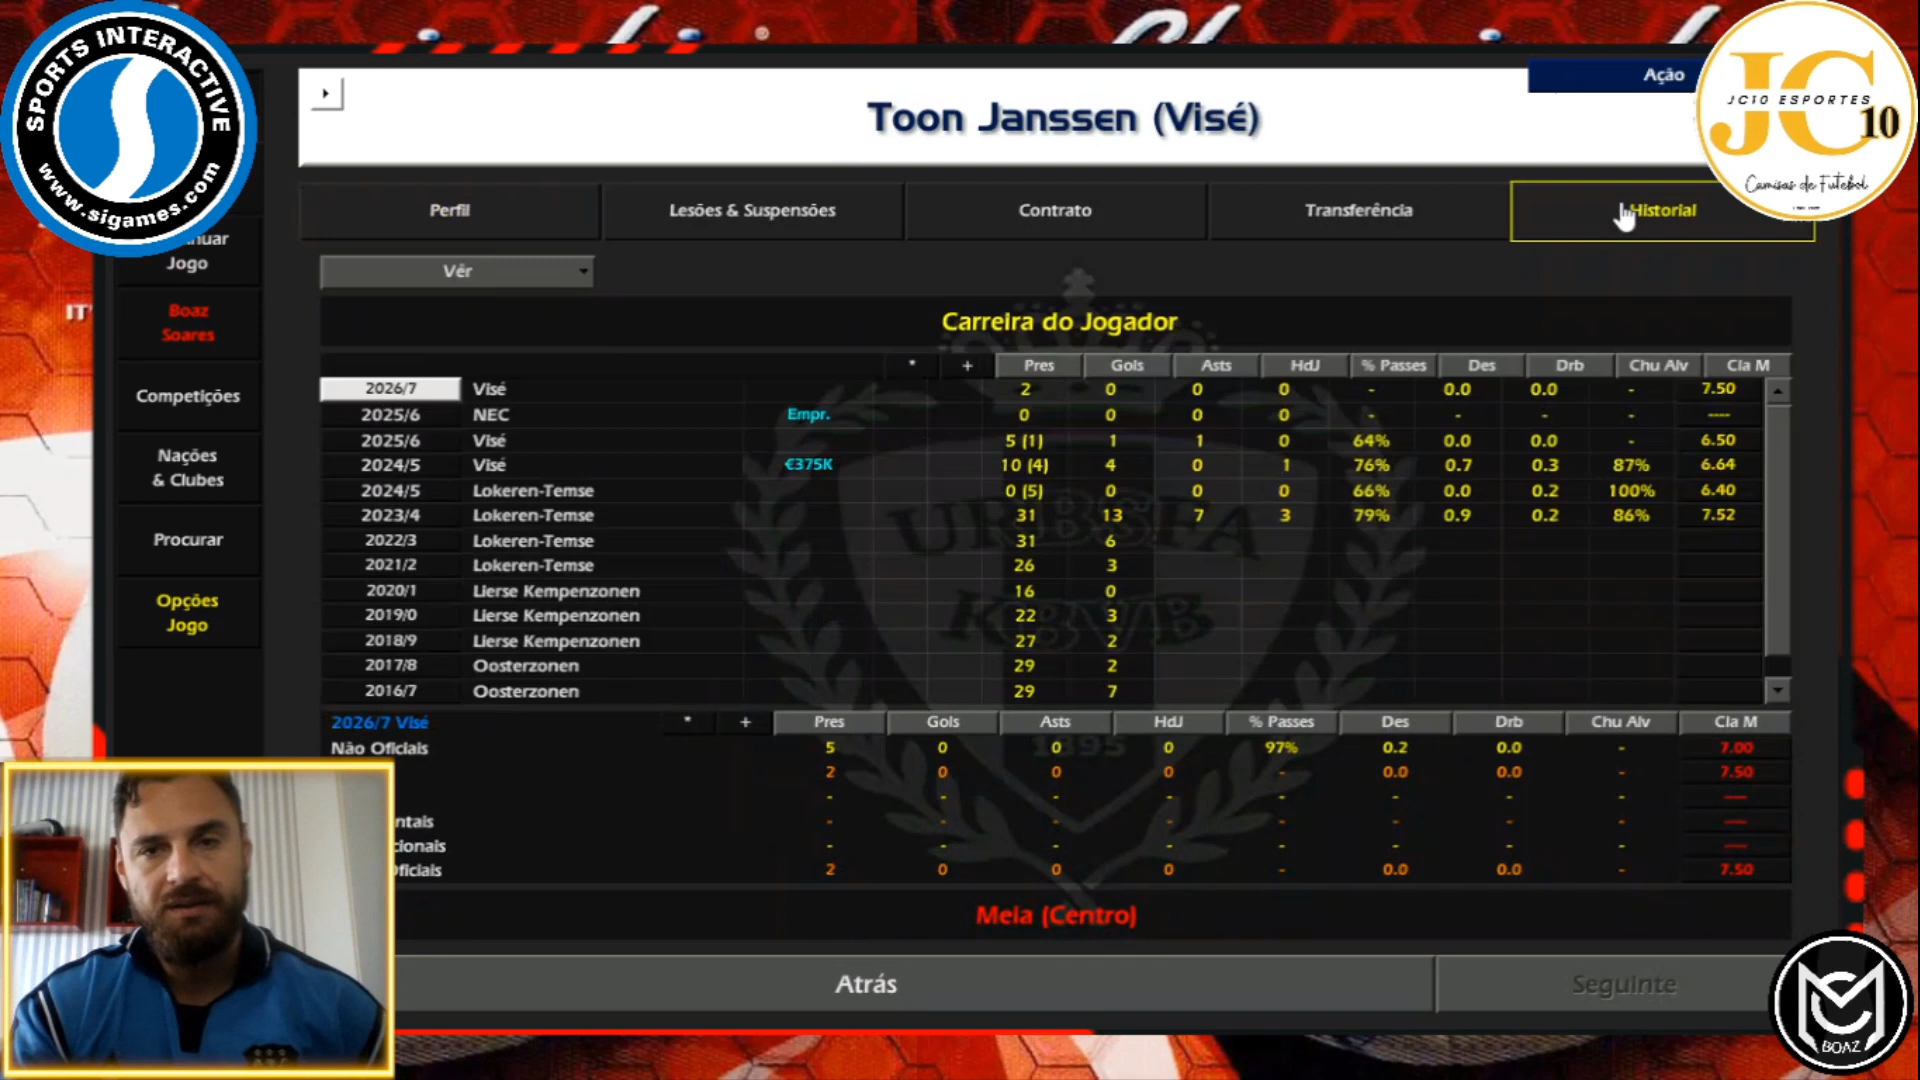 SPORTS INTERACTIVE
www.sigames.com
Ação
Toon Janssen (Visé)
JC
JC10 ESPORTES
10
Camisas de Futebol
Perfil
Lesões & Suspensões
Contrato
Transferência
Historial
nuar
Jogo
Vêr
IT'
Boaz
Soares
Carreira do Jogador
* + Pres Gols Asts HdJ % Passes Des Drb Chu Alv Cla M
2026/7 Visé 2 0 0 0 - 0.0 0.0 - 7.50
2025/6 NEC Empr. 0 0 0 0 - - - - ----
2025/6 Visé 5 (1) 1 1 0 64% 0.0 0.0 - 6.50
2024/5 Visé €375K 10 (4) 4 0 1 76% 0.7 0.3 87% 6.64
2024/5 Lokeren-Temse 0 (5) 0 0 0 66% 0.0 0.2 100% 6.40
2023/4 Lokeren-Temse 31 13 7 3 79% 0.9 0.2 86% 7.52
2022/3 Lokeren-Temse 31 6
2021/2 Lokeren-Temse 26 3
2020/1 Lierse Kempenzonen 16 0
2019/0 Lierse Kempenzonen 22 3
2018/9 Lierse Kempenzonen 27 2
2017/8 Oosterzonen 29 2
2016/7 Oosterzonen 29 7
Competições
Nações
& Clubes
Procurar
Opções
Jogo
URBSFA
KBVB
1895
2026/7 Visé * + Pres Gols Asts HdJ % Passes Des Drb Chu Alv Cla M
Não Oficiais 5 0 0 0 97% 0.2 0.0 - 7.00
2 0 0 0 - 0.0 0.0 - 7.50
- - - - - - - - ----
ntais - - - - - - - - ----
cionais - - - - - - - - ----
Oficiais 2 0 0 0 - 0.0 0.0 - 7.50
Meia (Centro)
Atrás
Seguinte
BOAZ